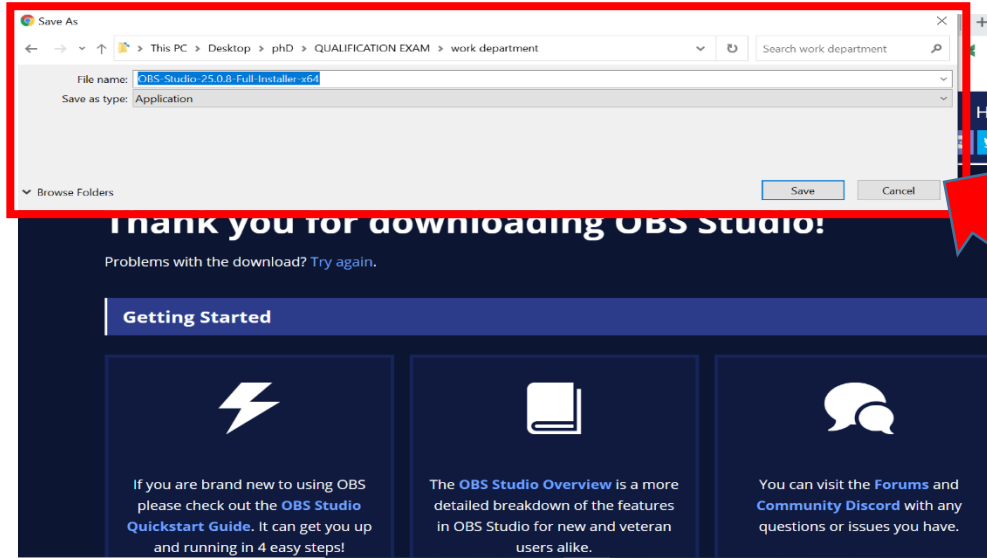 Save As
This PC > Desktop > phD > QUALIFICATION EXAM > work department
Search work department
File name: OBS-Studio-25.0.8-Full-Installer-x64
Save as type: Application
Browse Folders
Save
Cancel
Thank you for downloading OBS Studio!
Problems with the download? Try again.
Getting Started
If you are brand new to using OBS
please check out the OBS Studio
Quickstart Guide. It can get you up
and running in 4 easy steps!
The OBS Studio Overview is a more
detailed breakdown of the features
in OBS Studio for new and veteran
users alike.
You can visit the Forums and
Community Discord with any
questions or issues you have.